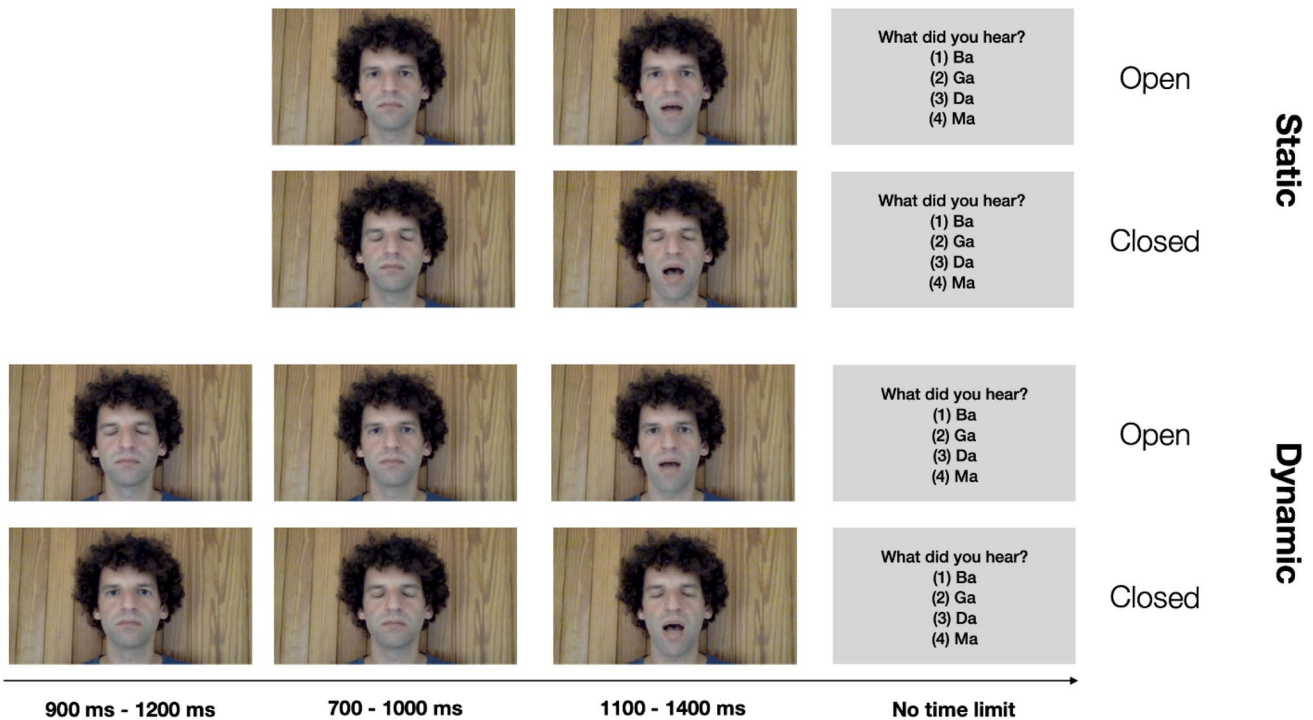 What did you hear?
(1) Ba
(2) Ga
(3) Da
(4) Ma
Open
What did you hear?
(1) Ba
(2) Ga
(3) Da
(4) Ma
Closed
Static
What did you hear?
(1) Ba
(2) Ga
(3) Da
(4) Ma
Open
What did you hear?
(1) Ba
(2) Ga
(3) Da
(4) Ma
Closed
Dynamic
900 ms - 1200 ms
700 - 1000 ms
1100 - 1400 ms
No time limit